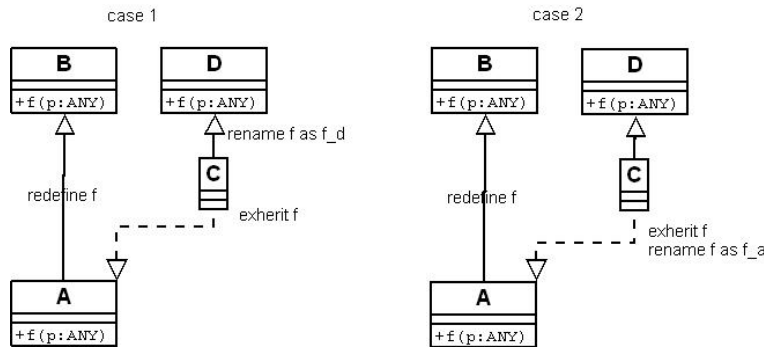 case 1
B
+f(p:ANY)
D
+f(p:ANY)
rename f as f_d
C
redefine f
exherit f
A
+f(p:ANY)
case 2
B
+f(p:ANY)
D
+f(p:ANY)
C
redefine f
exherit f
rename f as f_a
A
+f(p:ANY)